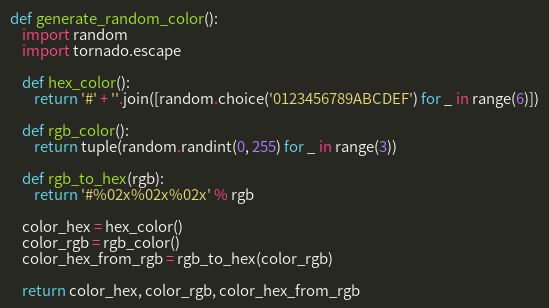 def generate_random_color():
    import random
    import tornado.escape

    def hex_color():
        return '#' + ''.join([random.choice('0123456789ABCDEF') for _ in range(6)])

    def rgb_color():
        return tuple(random.randint(0, 255) for _ in range(3))

    def rgb_to_hex(rgb):
        return '#%02x%02x%02x' % rgb

    color_hex = hex_color()
    color_rgb = rgb_color()
    color_hex_from_rgb = rgb_to_hex(color_rgb)

    return color_hex, color_rgb, color_hex_from_rgb